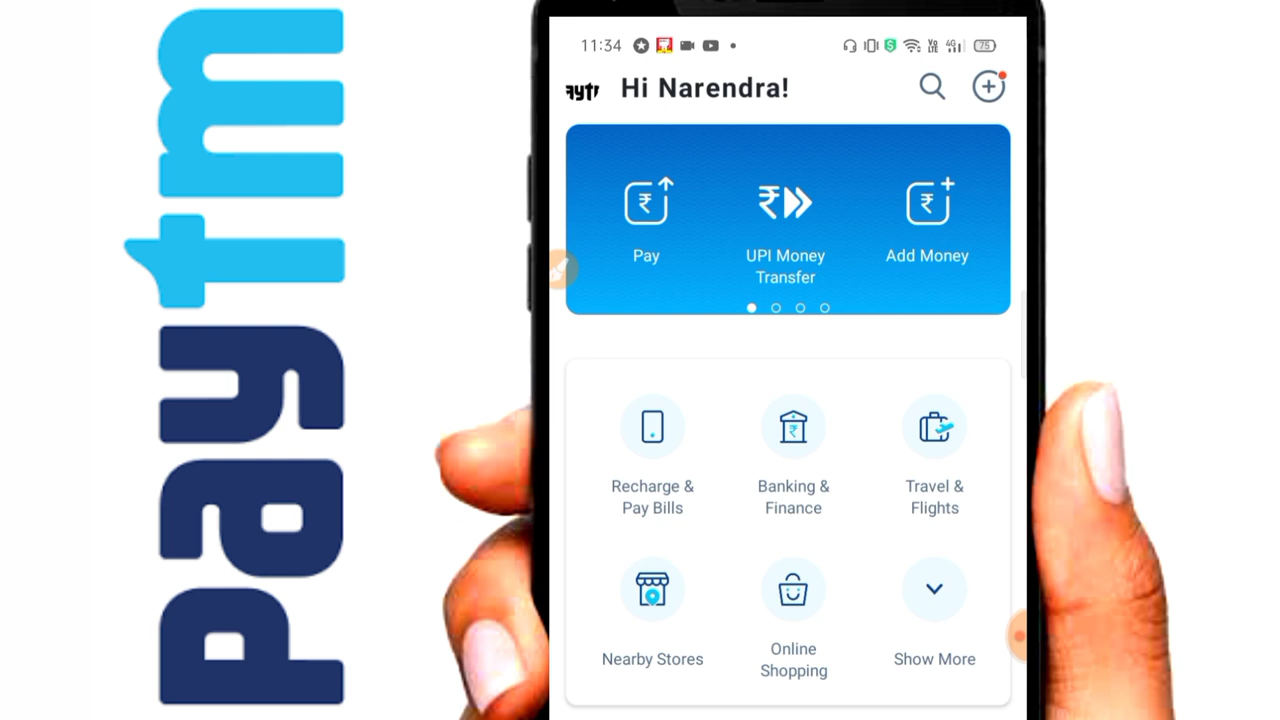 paytm
11:34
75
Hi Narendra!
Pay
UPI Money
Transfer
Add Money
Recharge &
Pay Bills
Banking &
Finance
Travel &
Flights
Nearby Stores
Online
Shopping
Show More